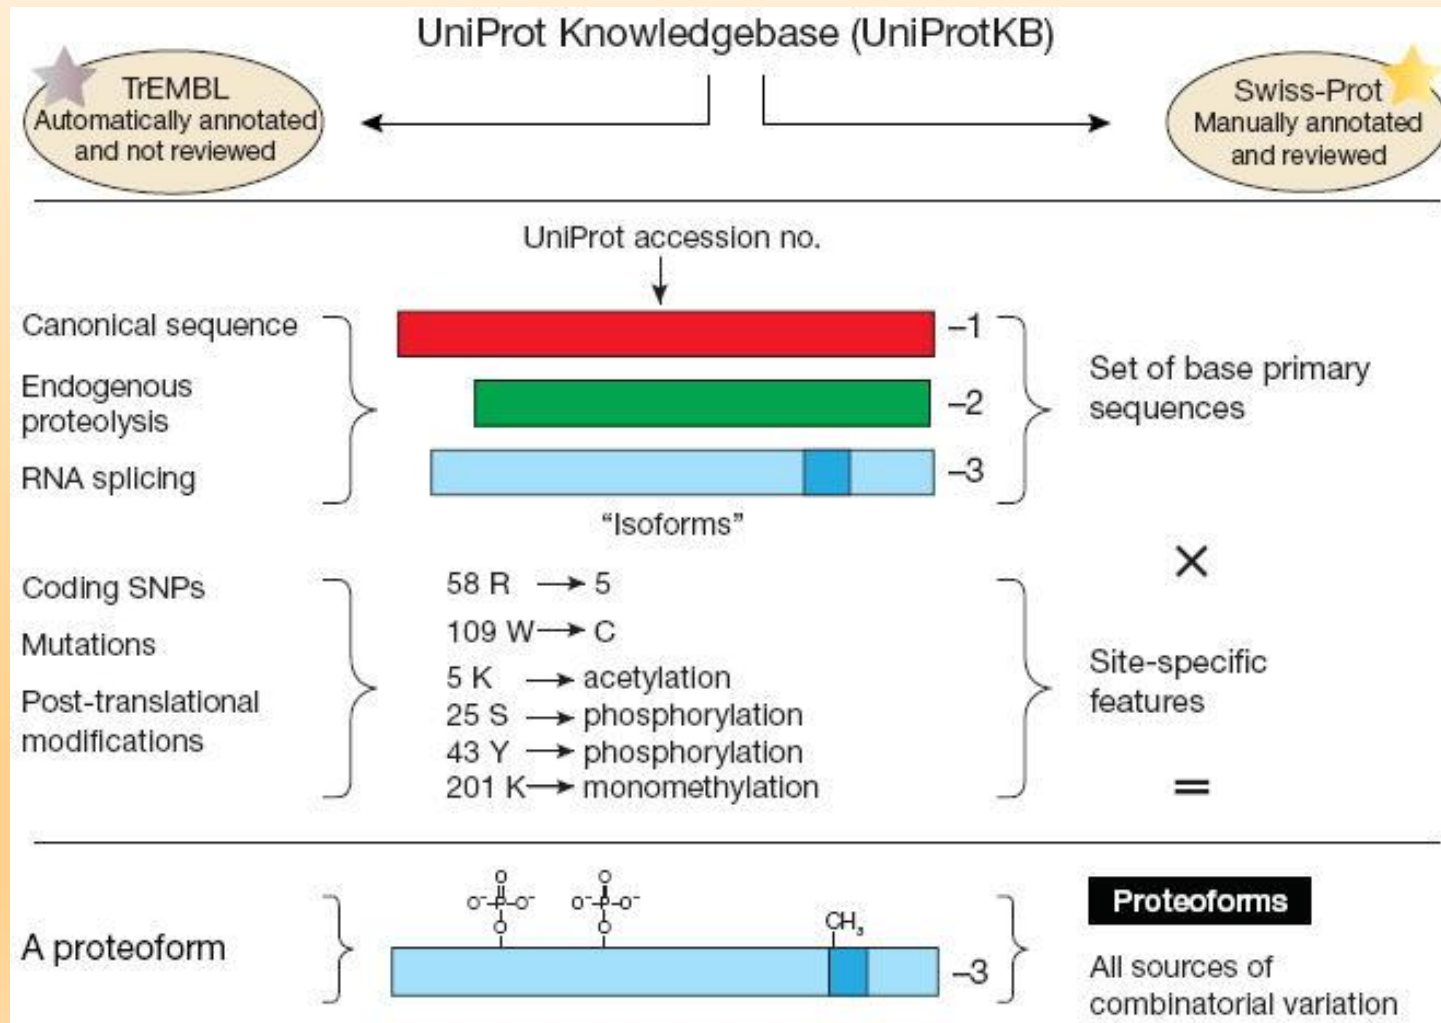 UniProt Knowledgebase (UniProtKB)
TrEMBL
Automatically annotated
and not reviewed
Swiss-Prot
Manually annotated
and reviewed
UniProt accession no.
Canonical sequence
Endogenous
proteolysis
RNA splicing
–1
–2
–3
"Isoforms"
Set of base primary
sequences
×
Coding SNPs
Mutations
Post-translational
modifications
58 R → 5
109 W → C
5 K → acetylation
25 S → phosphorylation
43 Y → phosphorylation
201 K → monomethylation
Site-specific
features
=
A proteoform
O
O⁻-P-O⁻
O
O
O⁻-P-O⁻
O
CH₃
–3
Proteoforms
All sources of
combinatorial variation